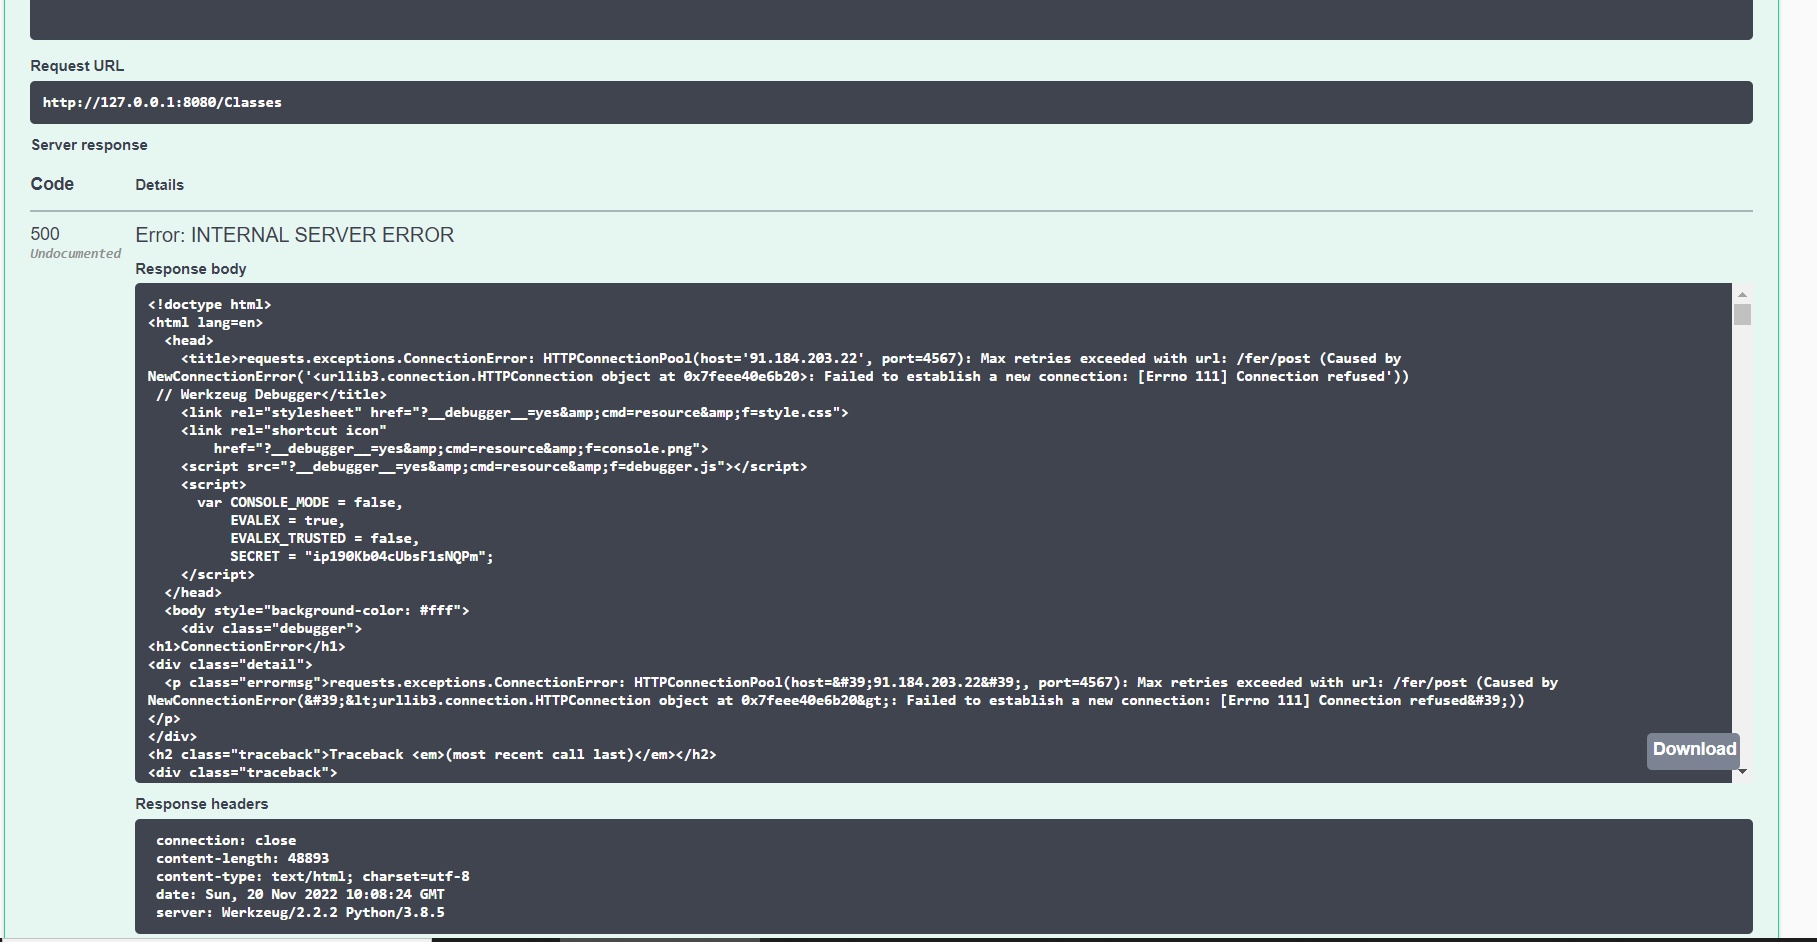 Request URL
http://127.0.0.1:8080/Classes
Server response
Code Details
500 Error: INTERNAL SERVER ERROR
Undocumented
Response body
<!doctype html>
<html lang=en>
<head>
<title>requests.exceptions.ConnectionError: HTTPConnectionPool(host='91.184.203.22', port=4567): Max retries exceeded with url: /fer/post (Caused by
NewConnectionError('<urllib3.connection.HTTPConnection object at 0x7feee40e6b20>: Failed to establish a new connection: [Errno 111] Connection refused'))
// Werkzeug Debugger</title>
<link rel="stylesheet" href="?__debugger__=yes&amp;cmd=resource&amp;f=style.css">
<link rel="shortcut icon"
href="?__debugger__=yes&amp;cmd=resource&amp;f=console.png">
<script src="?__debugger__=yes&amp;cmd=resource&amp;f=debugger.js"></script>
<script>
var CONSOLE_MODE = false,
EVALEX = true,
EVALEX_TRUSTED = false,
SECRET = "ip190Kb04cUbsF1sNQPm";
</script>
</head>
<body style="background-color: #fff">
<div class="debugger">
<h1>ConnectionError</h1>
<div class="detail">
<p class="errormsg">requests.exceptions.ConnectionError: HTTPConnectionPool(host=&#39;91.184.203.22&#39;, port=4567): Max retries exceeded with url: /fer/post (Caused by
NewConnectionError(&#39;&lt;urllib3.connection.HTTPConnection object at 0x7feee40e6b20&gt;: Failed to establish a new connection: [Errno 111] Connection refused&#39;))
</p>
</div>
<h2 class="traceback">Traceback <em>(most recent call last)</em></h2>
<div class="traceback">
Download
Response headers
connection: close
content-length: 48893
content-type: text/html; charset=utf-8
date: Sun, 20 Nov 2022 10:08:24 GMT
server: Werkzeug/2.2.2 Python/3.8.5